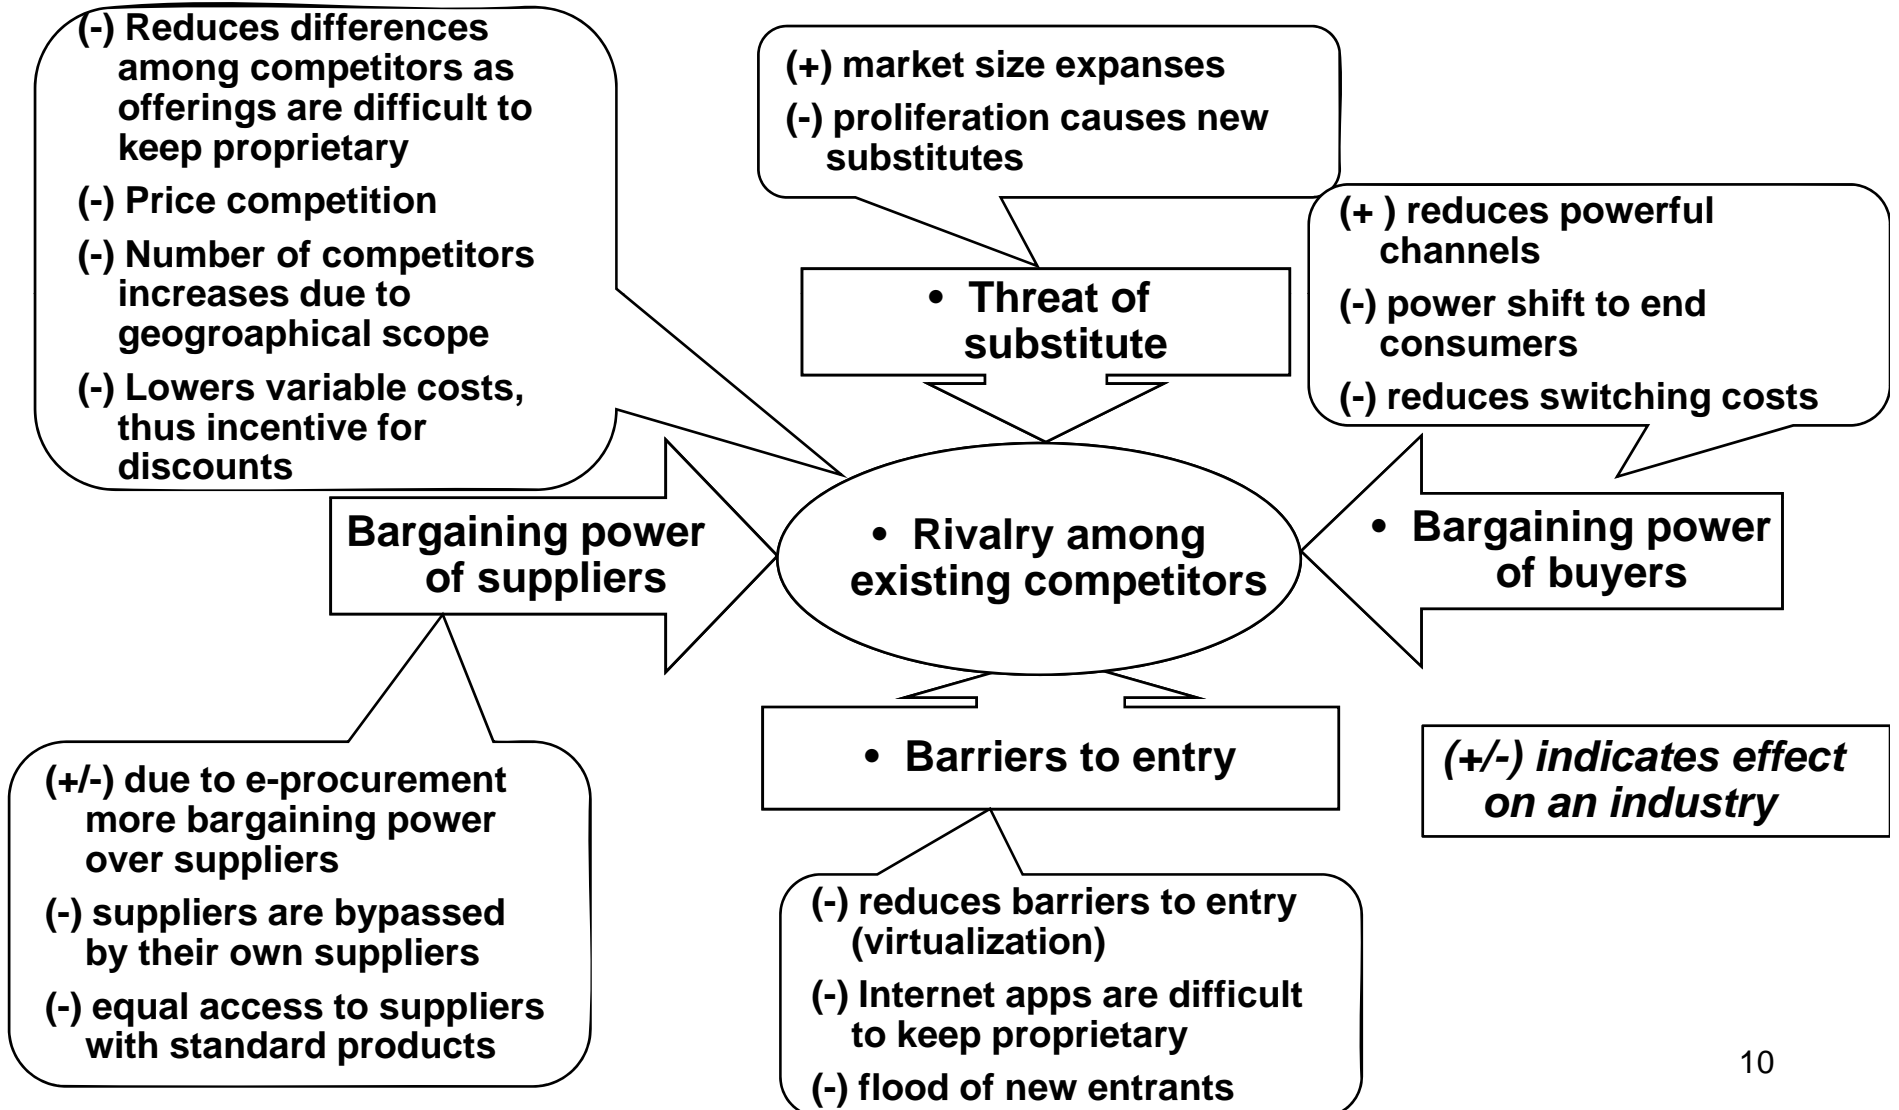 (-) Reduces differences
among competitors as
offerings are difficult to
keep proprietary
(-) Price competition
(-) Number of competitors
increases due to
geogroaphical scope
(-) Lowers variable costs,
thus incentive for
discounts
(+) market size expanses
(-) proliferation causes new
substitutes
(+ ) reduces powerful
channels
(-) power shift to end
consumers
(-) reduces switching costs
• Threat of
substitute
Bargaining power
of suppliers
• Rivalry among
existing competitors
• Bargaining power
of buyers
• Barriers to entry
(+/-) indicates effect
on an industry
(+/-) due to e-procurement
more bargaining power
over suppliers
(-) suppliers are bypassed
by their own suppliers
(-) equal access to suppliers
with standard products
(-) reduces barriers to entry
(virtualization)
(-) Internet apps are difficult
to keep proprietary
(-) flood of new entrants
10